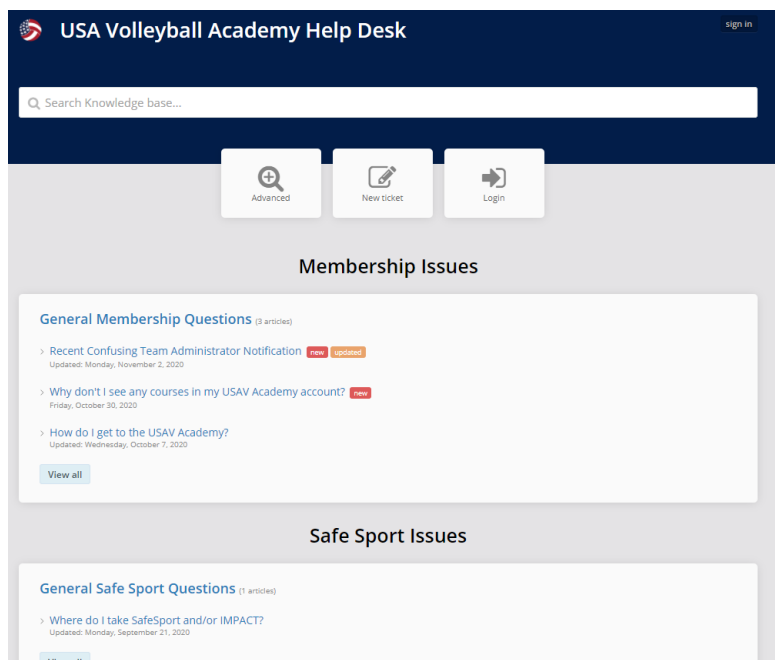 USA Volleyball Academy Help Desk
sign in
Search Knowledge base...
Advanced
New ticket
Login
Membership Issues
General Membership Questions (3 articles)
Recent Confusing Team Administrator Notification new updated
Updated: Monday, November 2, 2020
Why don't I see any courses in my USAV Academy account? new
Friday, October 30, 2020
How do I get to the USAV Academy?
Updated: Wednesday, October 7, 2020
View all
Safe Sport Issues
General Safe Sport Questions (1 articles)
Where do I take SafeSport and/or IMPACT?
Updated: Monday, September 21, 2020